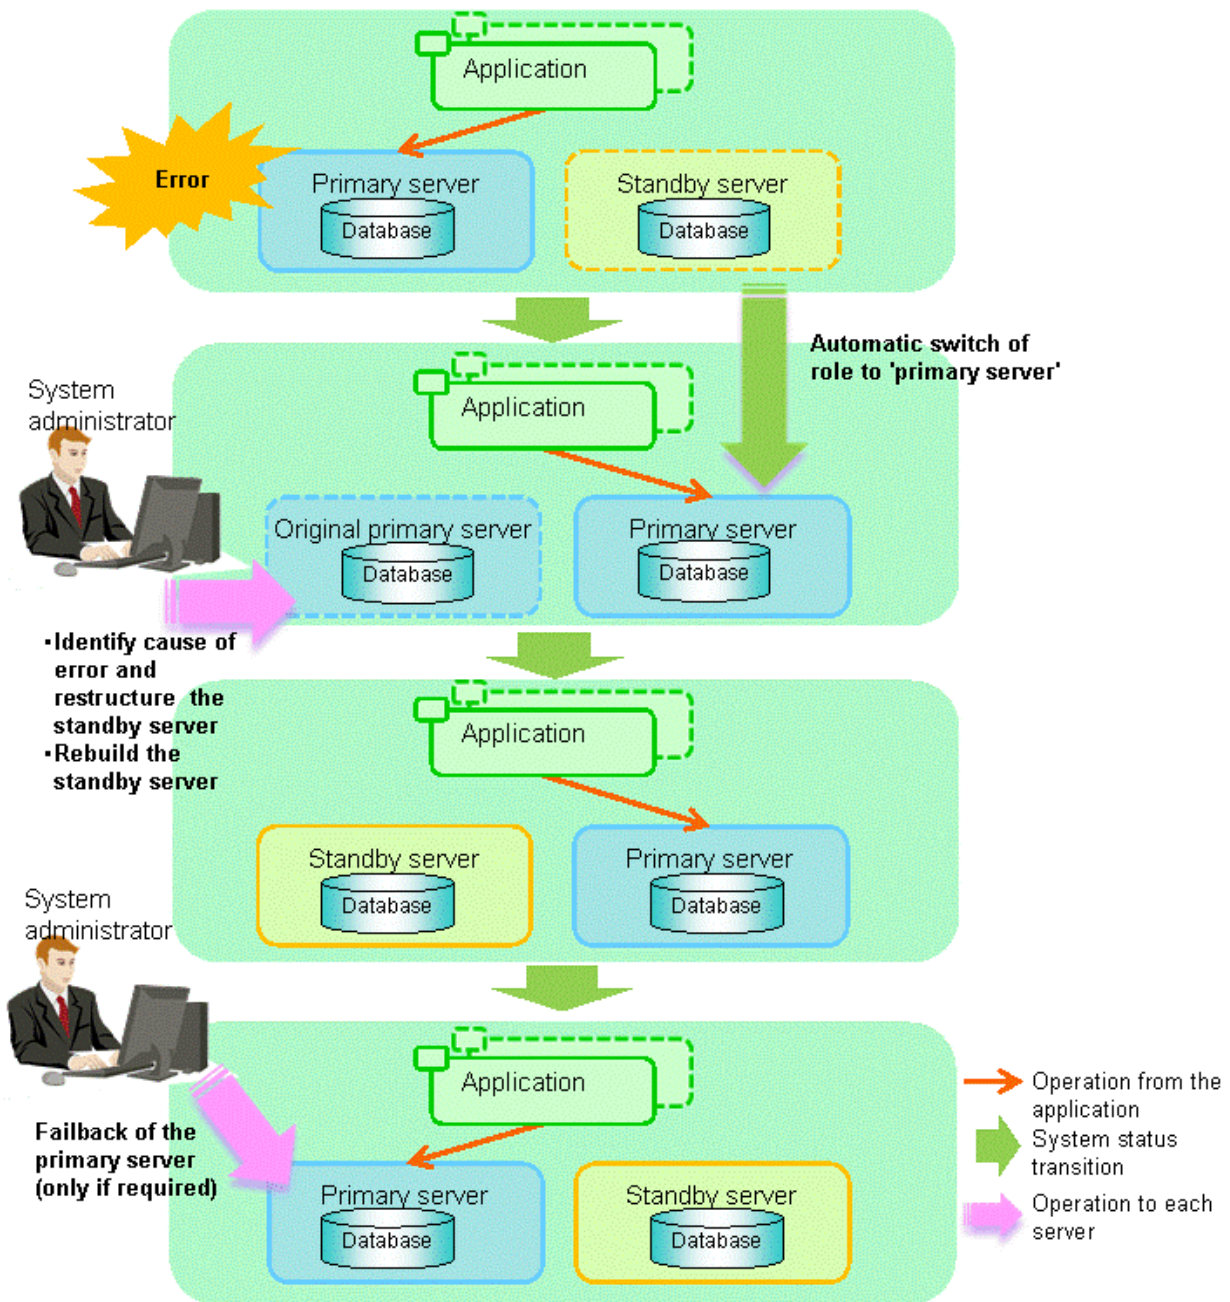 Application
Error
Primary server
Database
Standby server
Database
Automatic switch of
role to 'primary server'
System
administrator
Application
Original primary server
Database
Primary server
Database
・Identify cause of
error and
restructure the
standby server
・Rebuild the
standby server
Application
Standby server
Database
Primary server
Database
System
administrator
Application
Failback of the
primary server
(only if required)
Primary server
Database
Standby server
Database
Operation from the
application
System status
transition
Operation to each
server